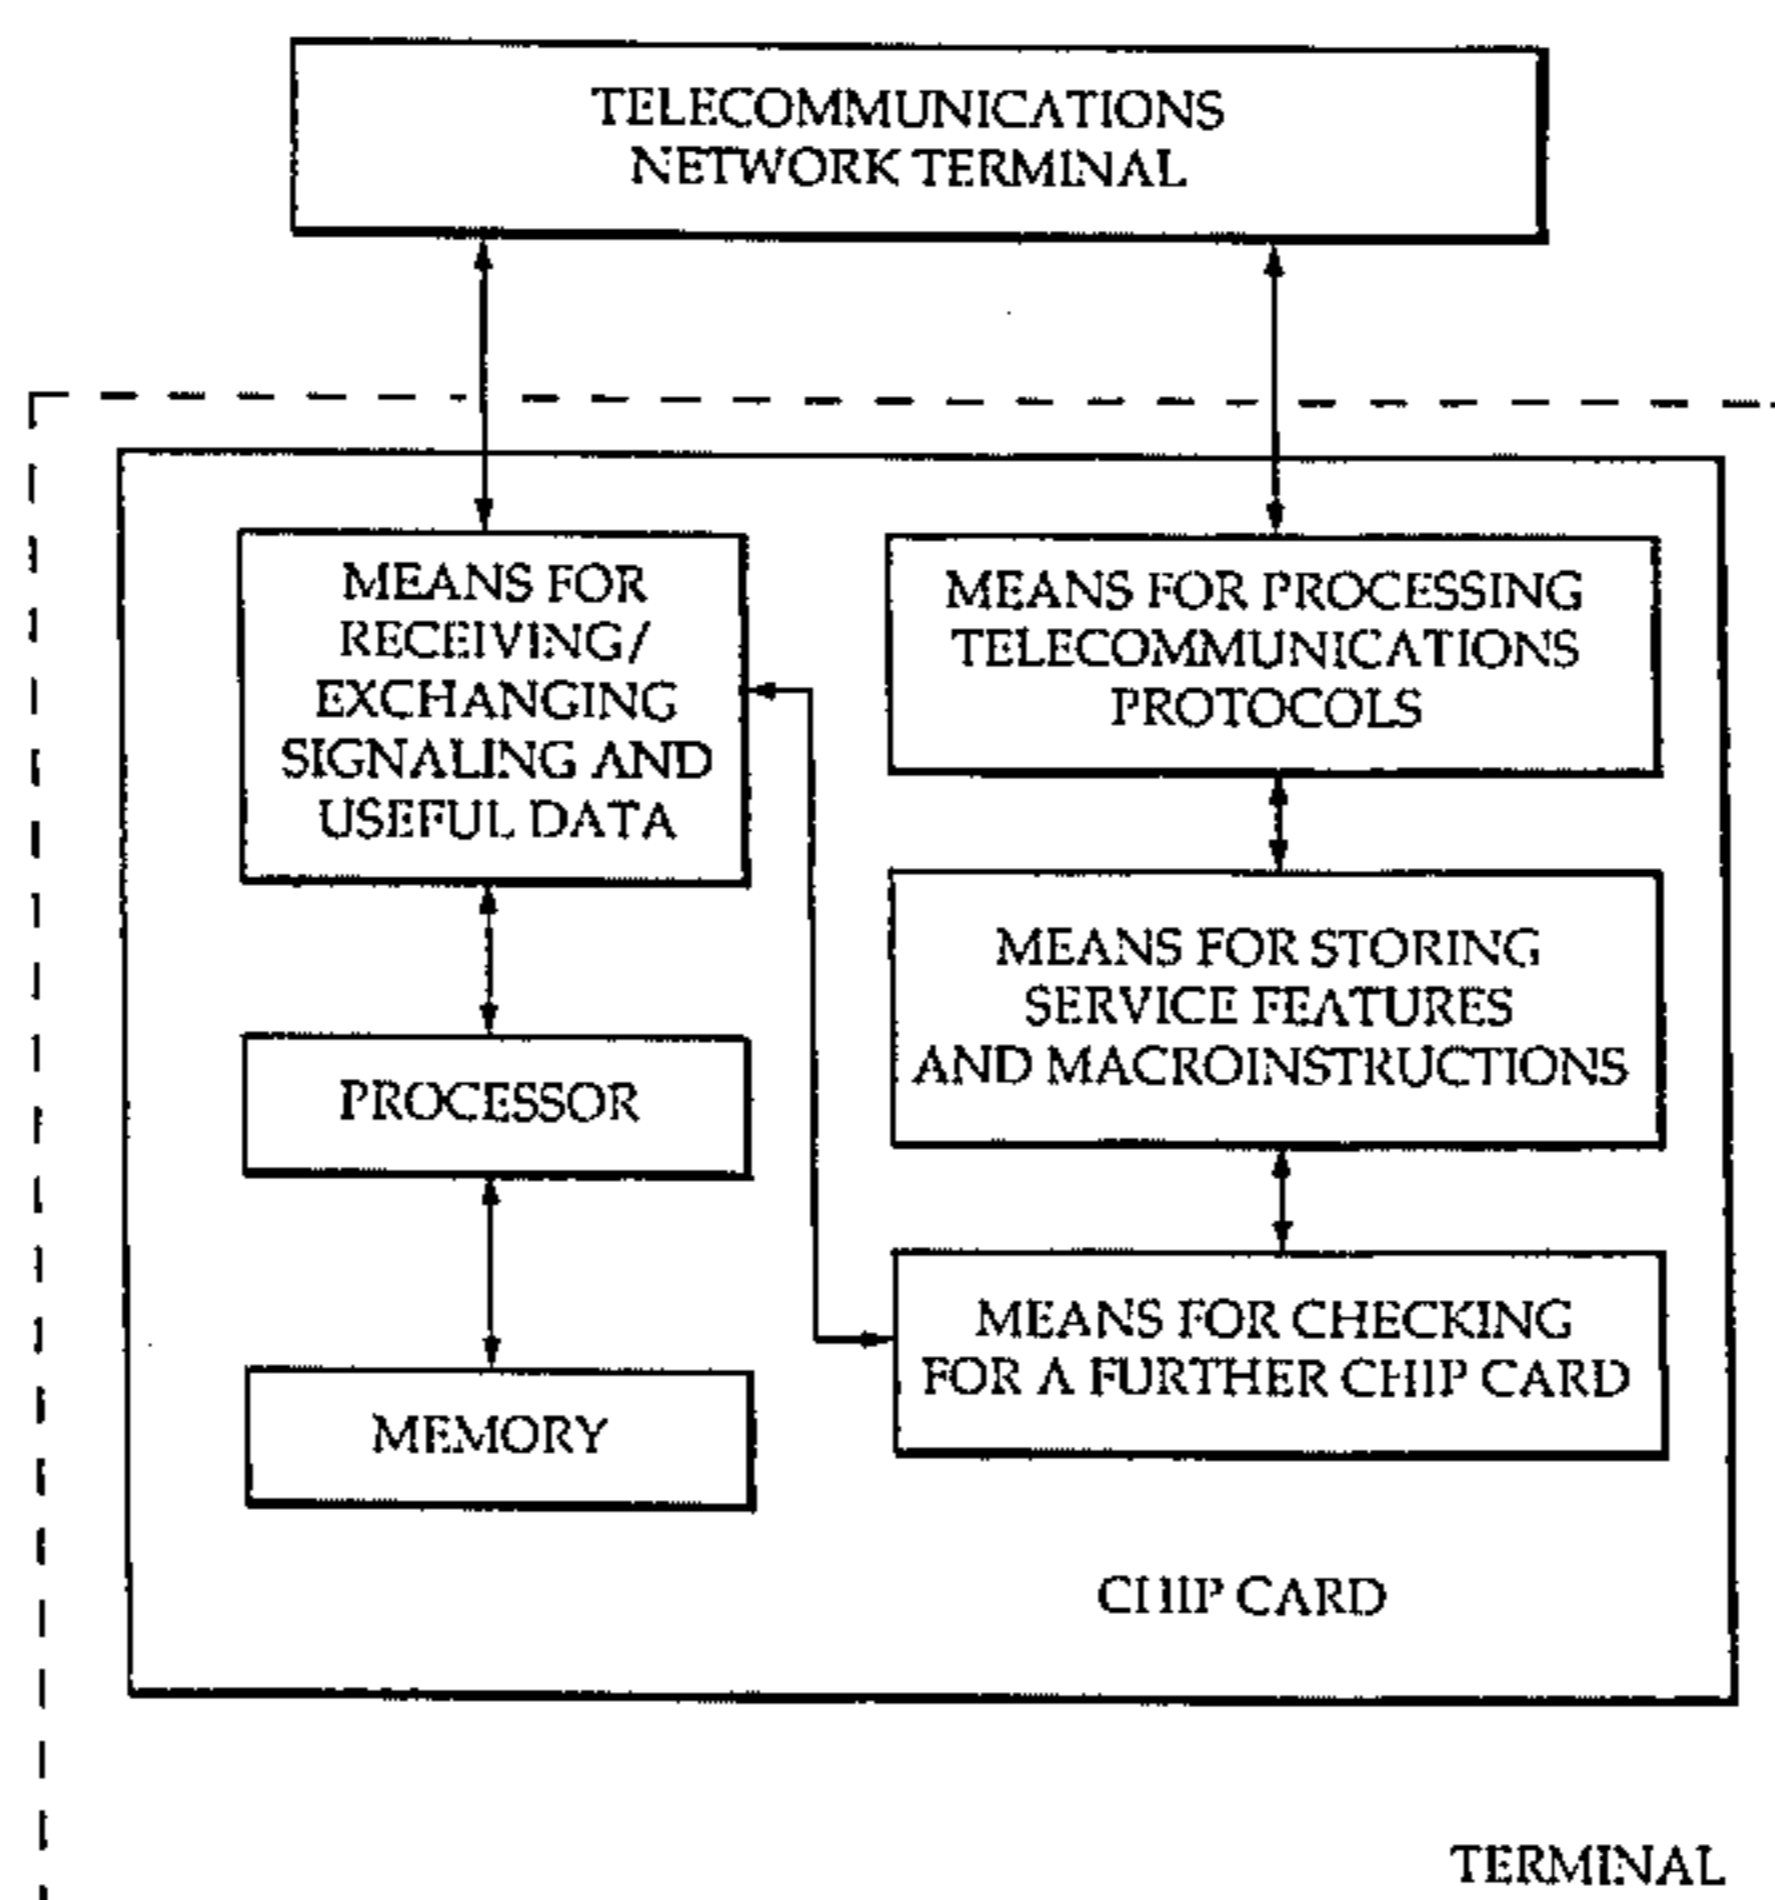 TELECOMMUNICATIONS
NETWORK TERMINAL
MEANS FOR
RECEIVING/
EXCHANGING
SIGNALING AND
USEFUL DATA
PROCESSOR
MEMORY
MEANS FOR PROCESSING
TELECOMMUNICATIONS
PROTOCOLS
MEANS FOR STORING
SERVICE FEATURES
AND MACROINSTRUCTIONS
MEANS FOR CHECKING
FOR A FURTHER CHIP CARD
CHIP CARD
TERMINAL